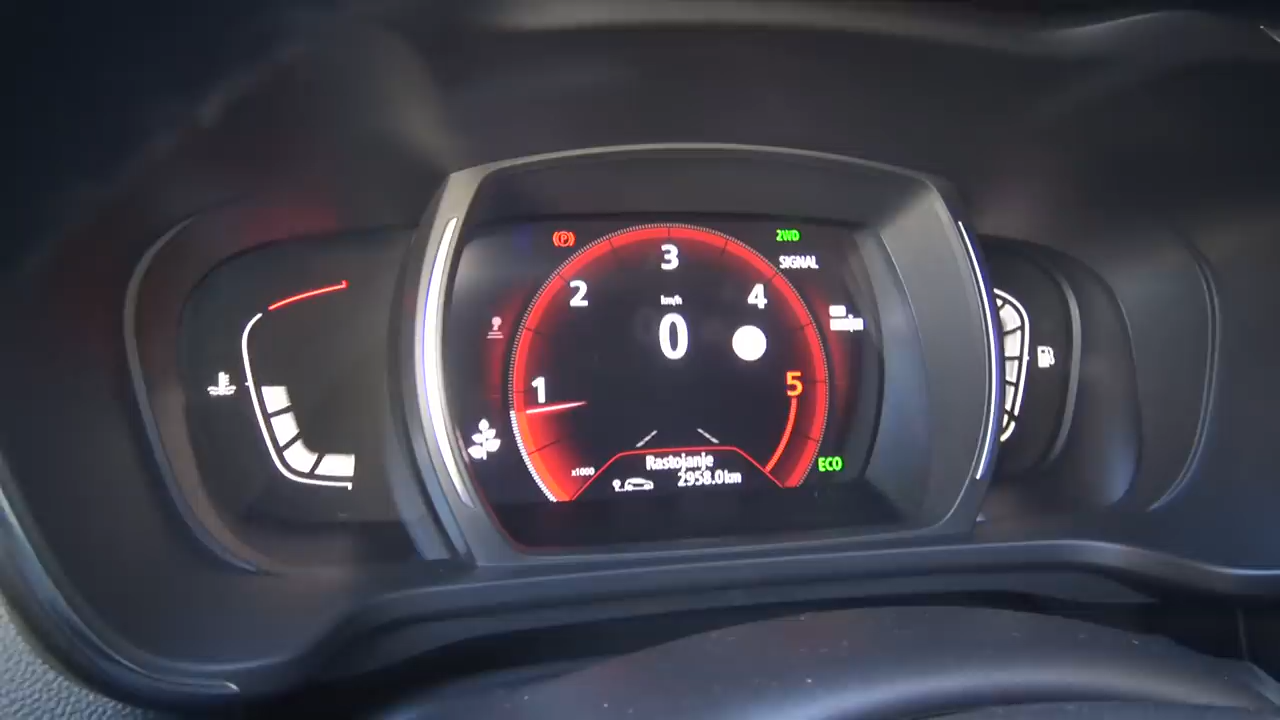 (P)
2WD
SIGNAL
3
2
4
km/h
0
1
5
x1000
Rastojanje
2958.0km
ECO